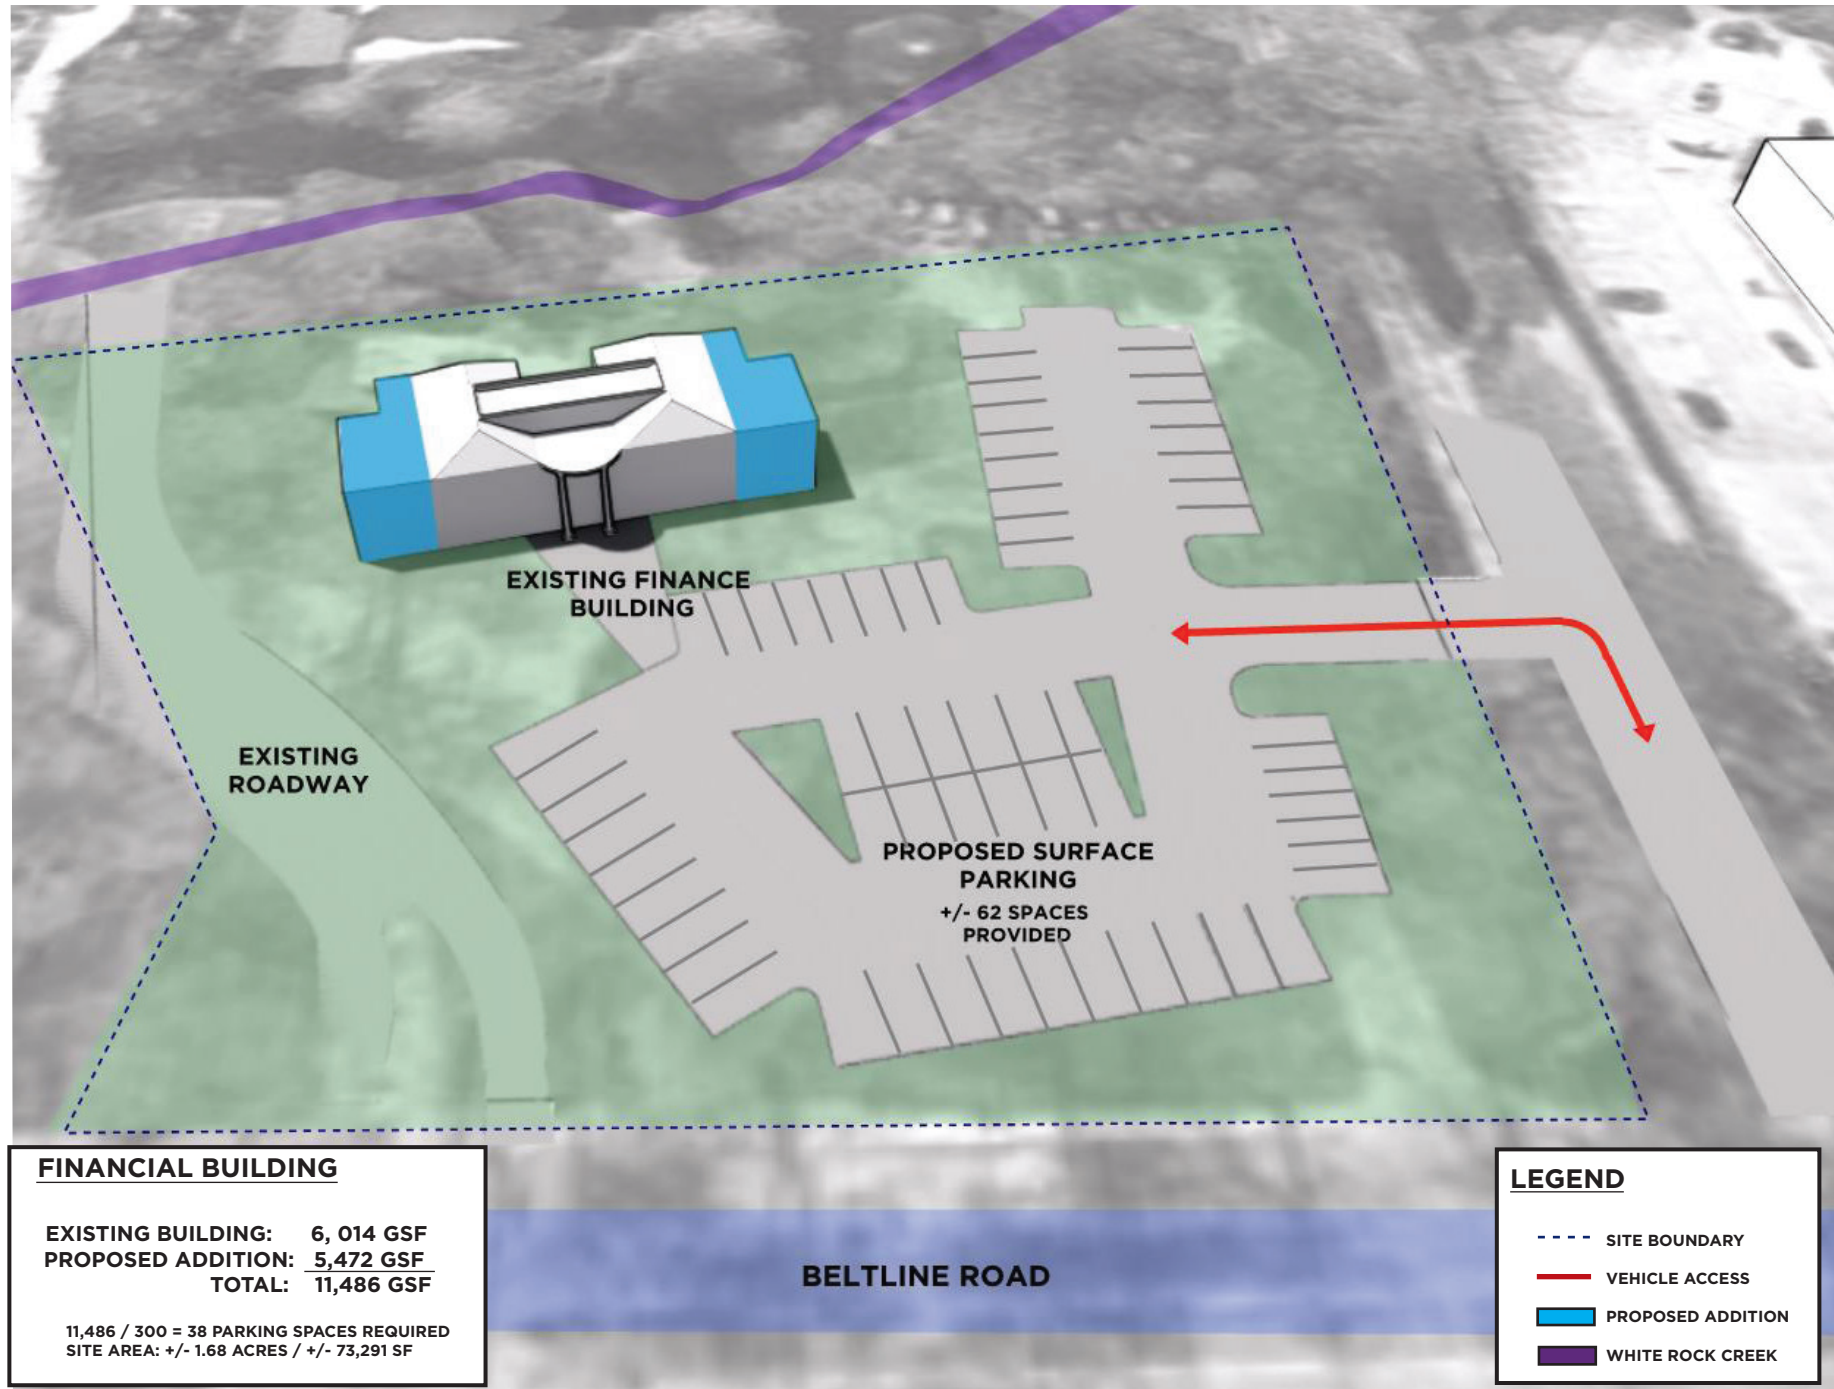 EXISTING FINANCE
BUILDING
EXISTING
ROADWAY
PROPOSED SURFACE
PARKING
+/- 62 SPACES
PROVIDED
FINANCIAL BUILDING
EXISTING BUILDING: 6, 014 GSF
PROPOSED ADDITION: 5,472 GSF
TOTAL: 11,486 GSF
11,486 / 300 = 38 PARKING SPACES REQUIRED
SITE AREA: +/- 1.68 ACRES / +/- 73,291 SF
BELTLINE ROAD
LEGEND
SITE BOUNDARY
VEHICLE ACCESS
PROPOSED ADDITION
WHITE ROCK CREEK